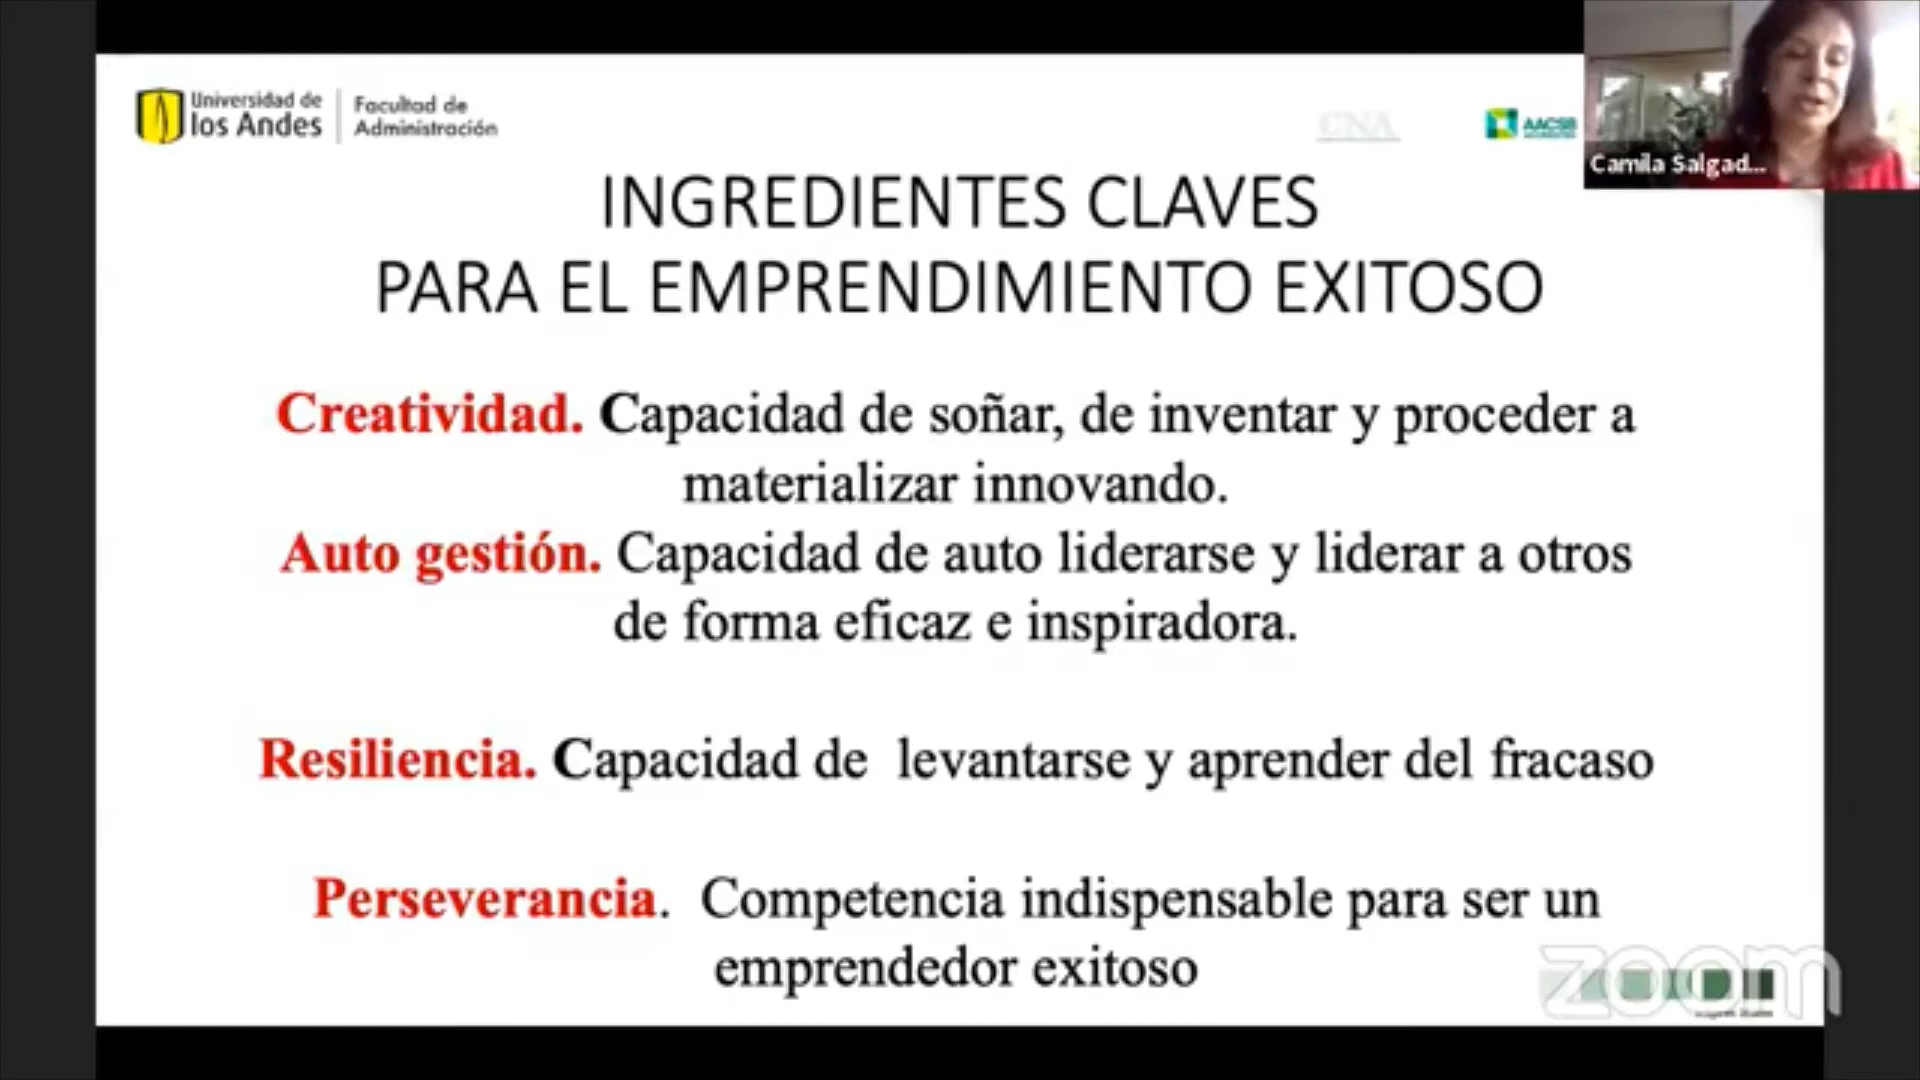 Universidad de
los Andes
Facultad de
Administración
CNA
AACSB
Camila Salgad...
INGREDIENTES CLAVES
PARA EL EMPRENDIMIENTO EXITOSO
Creatividad. Capacidad de soñar, de inventar y proceder a
materializar innovando.
Auto gestión. Capacidad de auto liderarse y liderar a otros
de forma eficaz e inspiradora.
Resiliencia. Capacidad de levantarse y aprender del fracaso
Perseverancia. Competencia indispensable para ser un
emprendedor exitoso
zoom